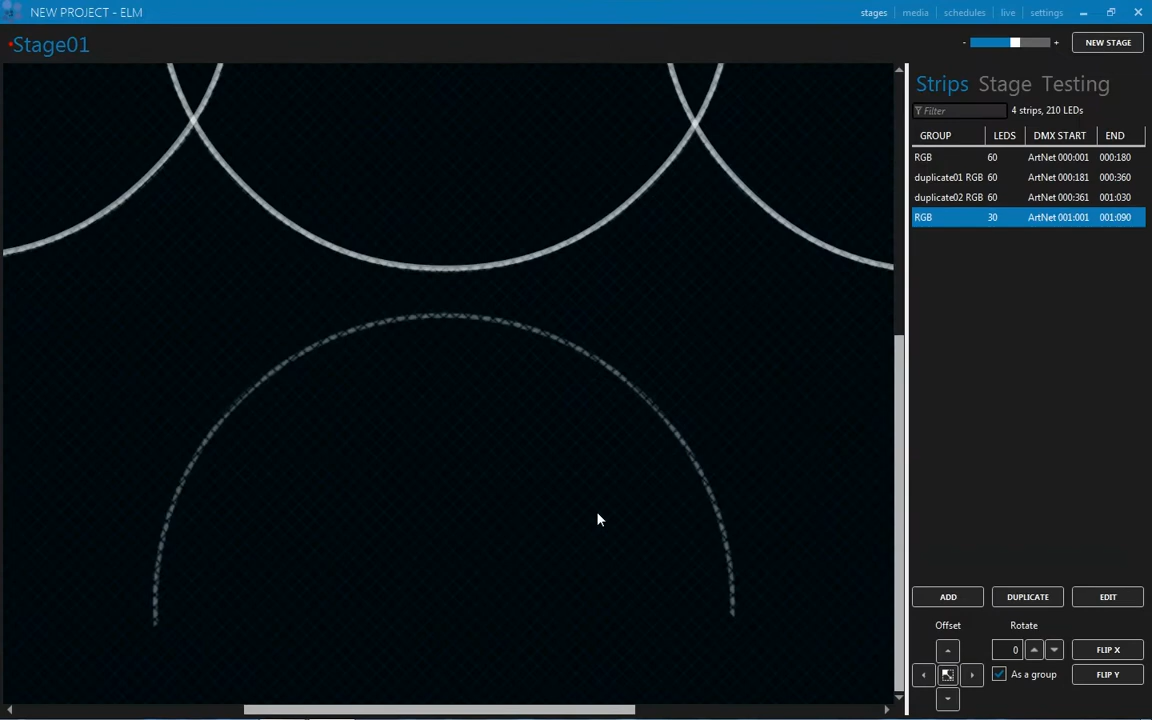 NEW PROJECT - ELM
stages media schedules live settings
Stage01
- +
NEW STAGE
Strips Stage Testing
Filter
4 strips, 210 LEDs
GROUP LEDS DMX START END
RGB 60 ArtNet 000:001 000:180
duplicate01 RGB 60 ArtNet 000:181 000:360
duplicate02 RGB 60 ArtNet 000:361 001:030
RGB 30 ArtNet 001:001 001:090
ADD DUPLICATE EDIT
Offset Rotate
0 FLIP X
As a group FLIP Y